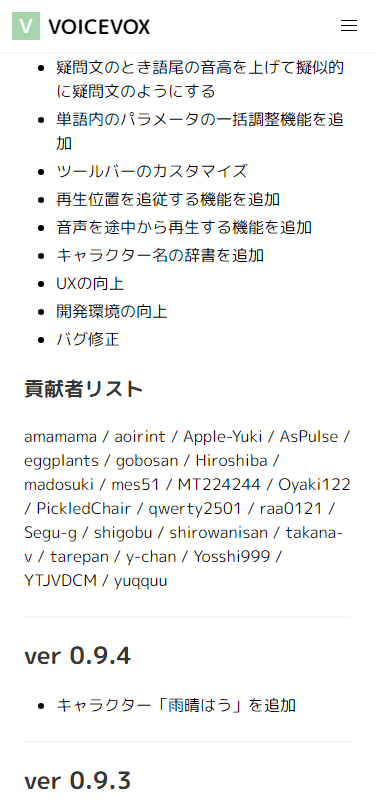 V VOICEVOX
疑問文のとき語尾の音高を上げて擬似的
に疑問文のようにする
単語内のパラメータの一括調整機能を追
加
ツールバーのカスタマイズ
再生位置を追従する機能を追加
音声を途中から再生する機能を追加
キャラクター名の辞書を追加
UXの向上
開発環境の向上
バグ修正
貢献者リスト
amamama / aoirint / Apple-Yuki / AsPulse /
eggplants / gobosan / Hiroshiba /
madosuki / mes51 / MT224244 / Oyaki122
/ PickledChair / qwerty2501 / raa0121 /
Segu-g / shigobu / shirowanisan / takana-
v / tarepan / y-chan / Yosshi999 /
YTJVDCM / yuqquu
ver 0.9.4
キャラクター「雨晴はう」を追加
ver 0.9.3